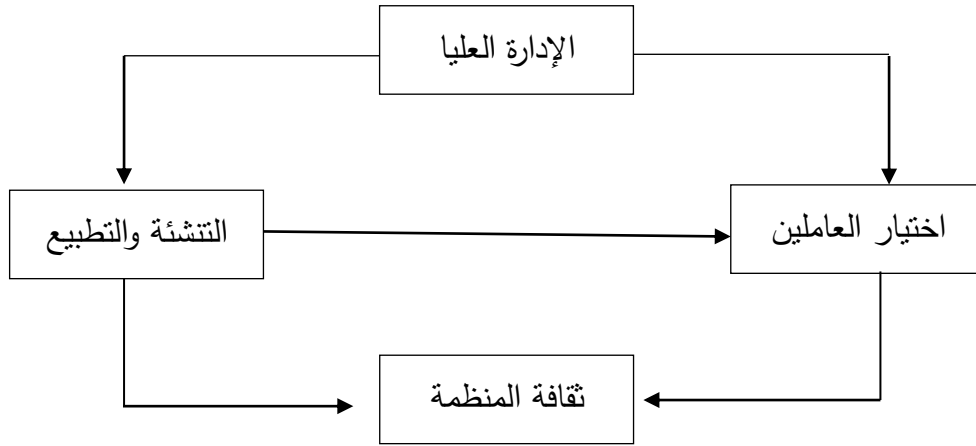 الإدارة العليا
اختيار العاملين
التنشئة والتطبيع
ثقافة المنظمة